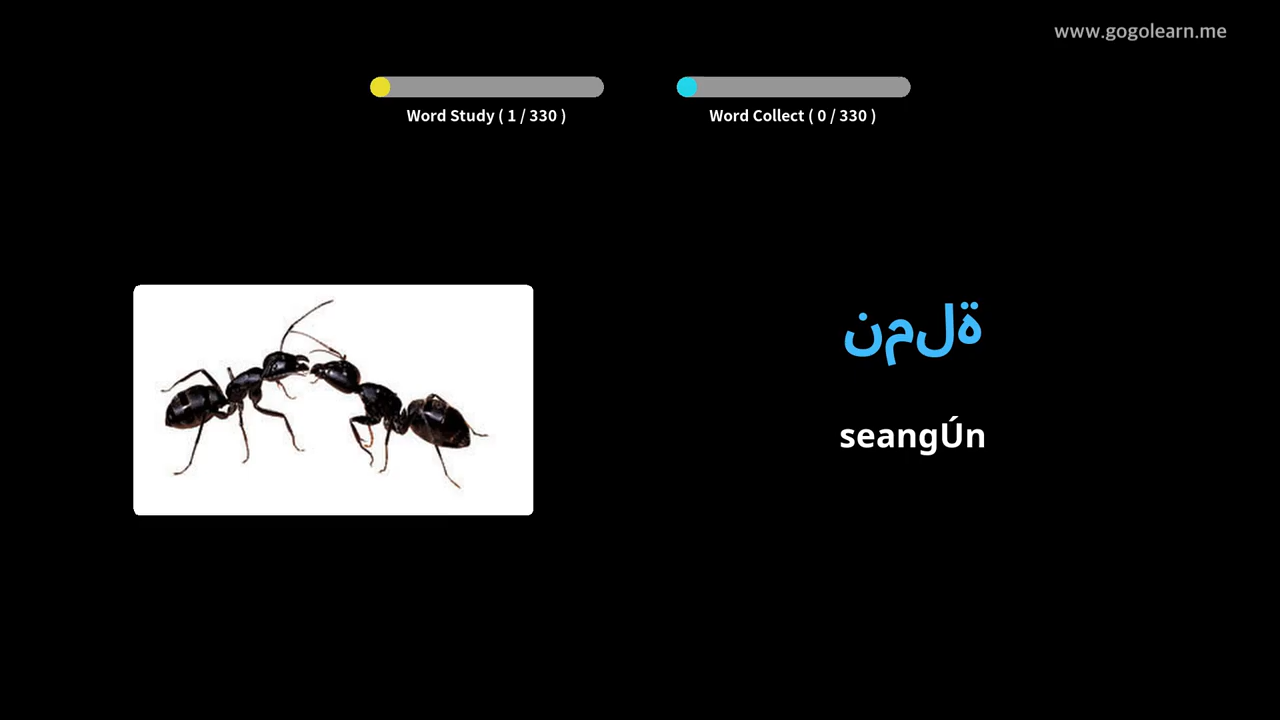 www.gogolearn.me
Word Study ( 1 / 330 )
Word Collect ( 0 / 330 )
نملة
seangÚn